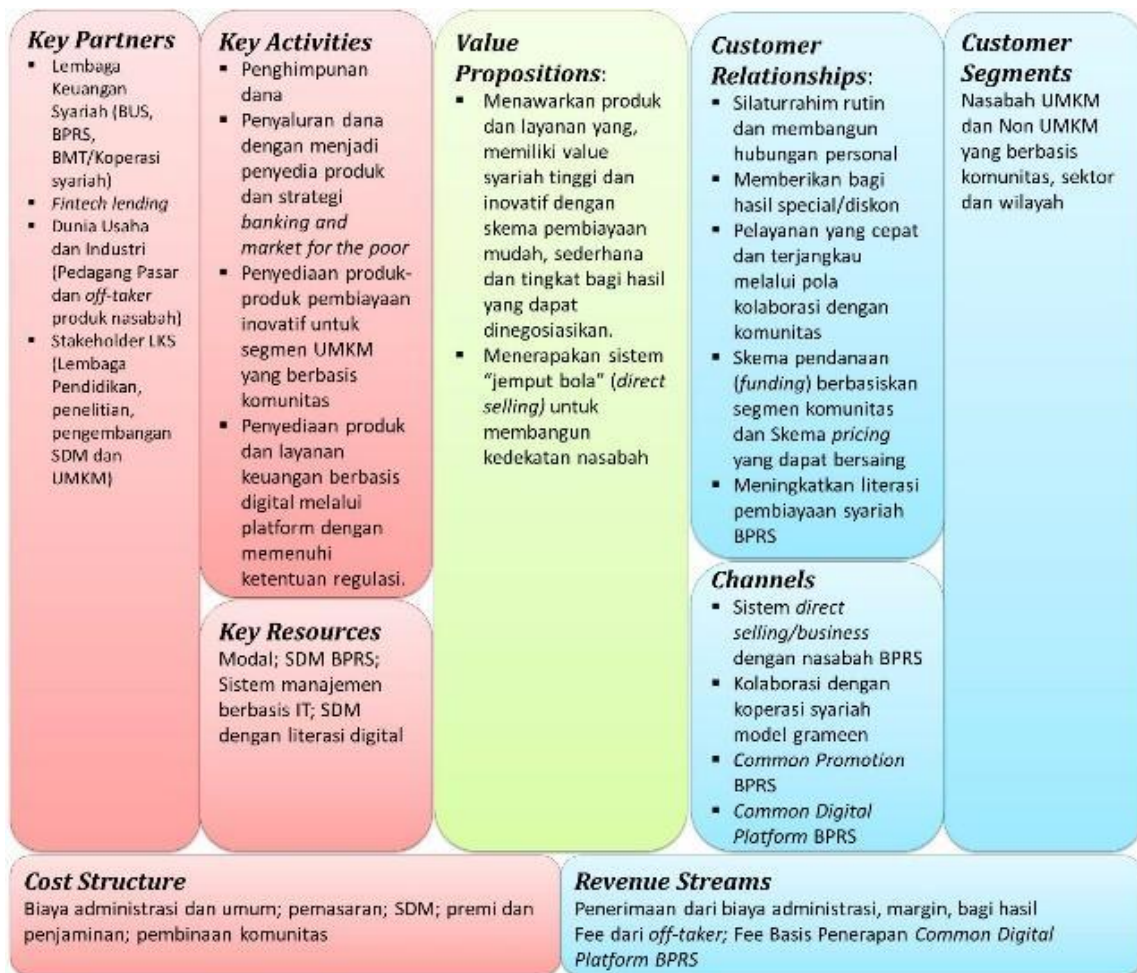 Key Partners
▪ Lembaga
Keuangan
Syariah (BUS,
BPRS,
BMT/Koperasi
syariah)
▪ Fintech lending
▪ Dunia Usaha
dan Industri
(Pedagang Pasar
dan off-taker
produk nasabah)
▪ Stakeholder LKS
(Lembaga
Pendidikan,
penelitian,
pengembangan
SDM dan
UMKM)
Key Activities
▪ Penghimpunan
dana
▪ Penyaluran dana
dengan menjadi
penyedia produk
dan strategi
banking and
market for the poor
▪ Penyediaan produk-
produk pembiayaan
inovatif untuk
segmen UMKM
yang berbasis
komunitas
▪ Penyediaan produk
dan layanan
keuangan berbasis
digital melalui
platform dengan
memenuhi
ketentuan regulasi.
Key Resources
Modal; SDM BPRS;
Sistem manajemen
berbasis IT; SDM
dengan literasi digital
Value
Propositions:
▪ Menawarkan produk
dan layanan yang,
memiliki value
syariah tinggi dan
inovatif dengan
skema pembiayaan
mudah, sederhana
dan tingkat bagi hasil
yang dapat
dinegosiasikan.
▪ Menerapakan sistem
“jemput bola” (direct
selling) untuk
membangun
kedekatan nasabah
Customer
Relationships:
▪ Silaturrahim rutin
dan membangun
hubungan personal
▪ Memberikan bagi
hasil special/diskon
▪ Pelayanan yang cepat
dan terjangkau
melalui pola
kolaborasi dengan
komunitas
▪ Skema pendanaan
(funding) berbasiskan
segmen komunitas
dan Skema pricing
yang dapat bersaing
▪ Meningkatkan literasi
pembiayaan syariah
BPRS
Channels
▪ Sistem direct
selling/business
dengan nasabah BPRS
▪ Kolaborasi dengan
koperasi syariah
model grameen
▪ Common Promotion
BPRS
▪ Common Digital
Platform BPRS
Customer
Segments
Nasabah UMKM
dan Non UMKM
yang berbasis
komunitas, sektor
dan wilayah
Cost Structure
Biaya administrasi dan umum; pemasaran; SDM; premi dan
penjaminan; pembinaan komunitas
Revenue Streams
Penerimaan dari biaya administrasi, margin, bagi hasil
Fee dari off-taker; Fee Basis Penerapan Common Digital
Platform BPRS